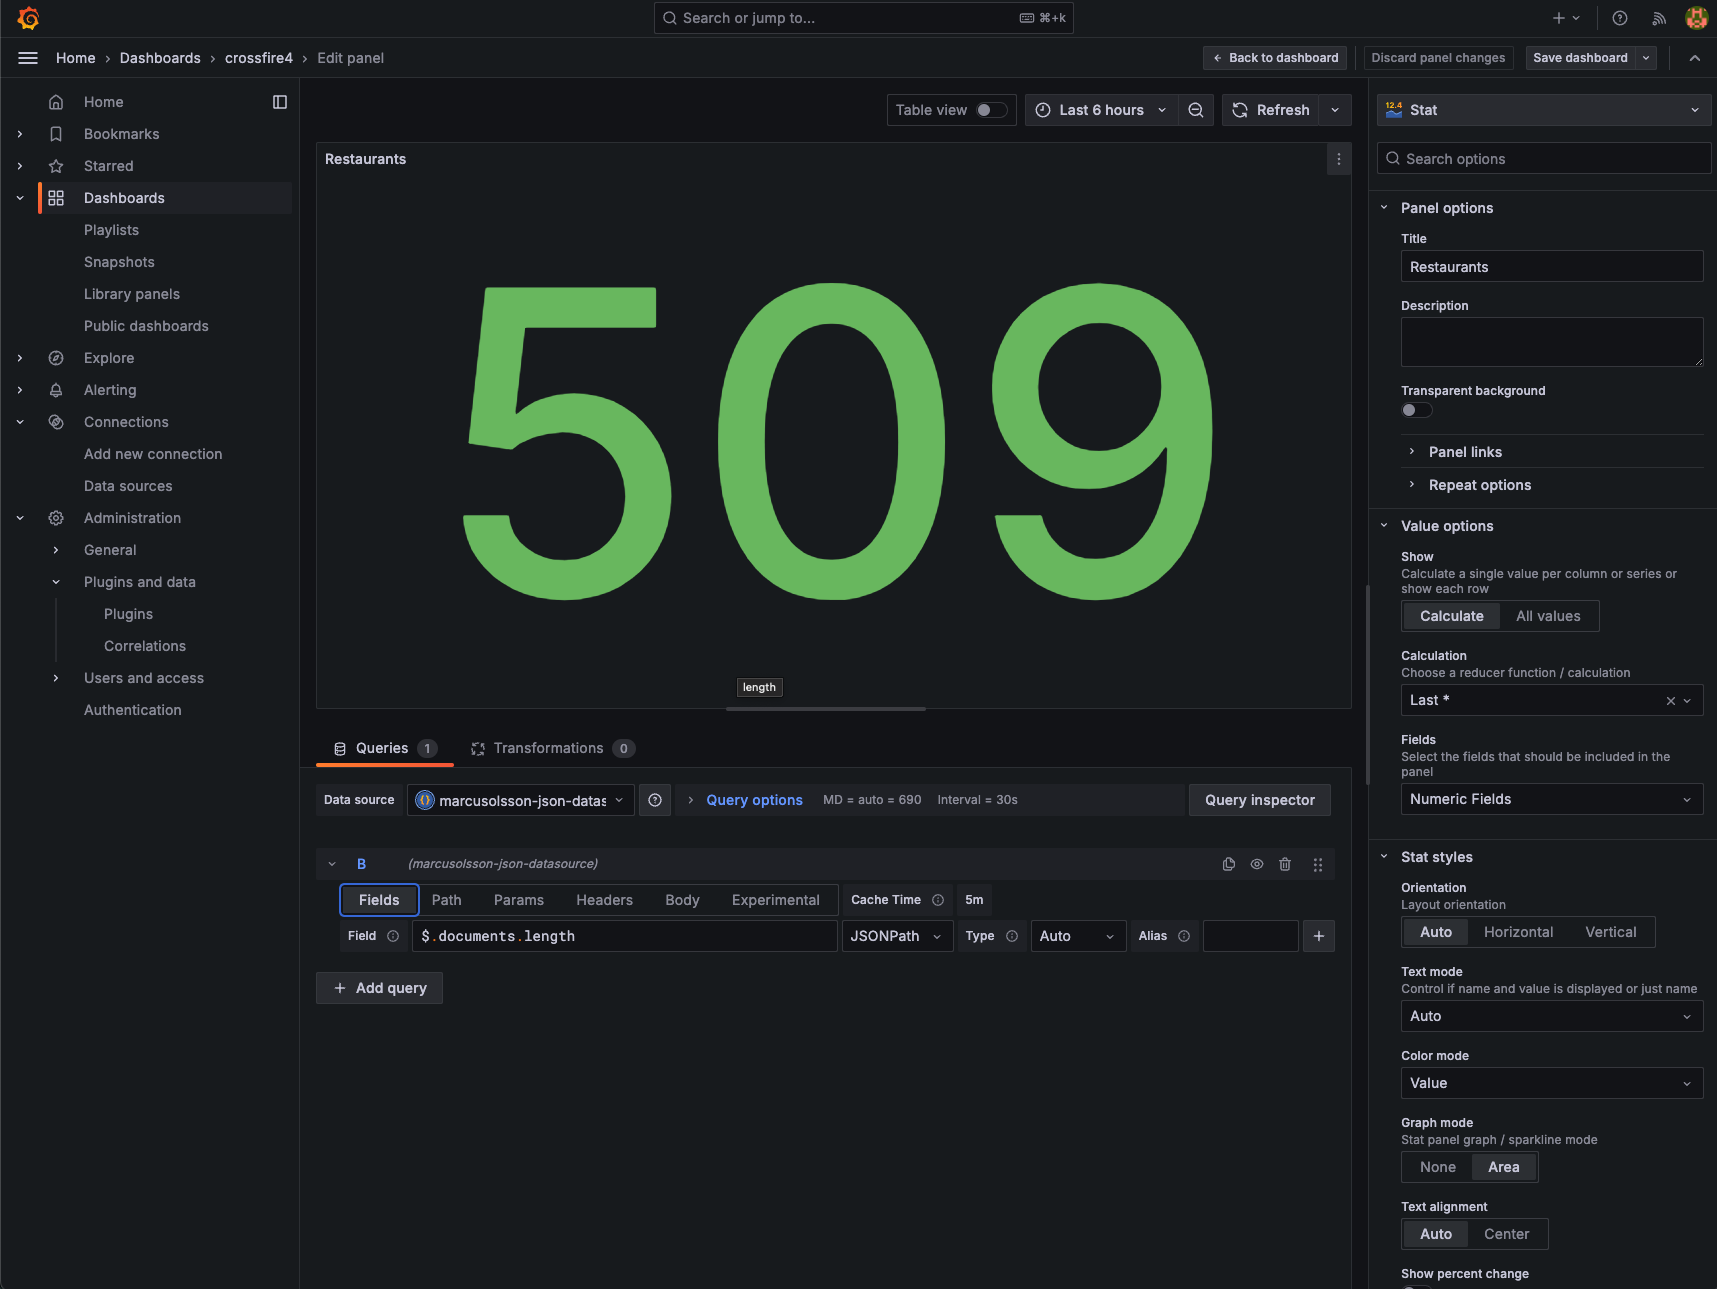 Search or jump to...
⌘+k
Home › Dashboards › crossfire4 › Edit panel
Back to dashboard
Discard panel changes
Save dashboard
Home
Bookmarks
Starred
Dashboards
Playlists
Snapshots
Library panels
Public dashboards
Explore
Alerting
Connections
Add new connection
Data sources
Administration
General
Plugins and data
Plugins
Correlations
Users and access
Authentication
Table view
Last 6 hours
Refresh
Restaurants
509
length
Queries 1
Transformations 0
Data source
marcusolsson-json-datas
Query options
MD = auto = 690
Interval = 30s
Query inspector
B
(marcusolsson-json-datasource)
Fields
Path
Params
Headers
Body
Experimental
Cache Time
5m
Field
$.documents.length
JSONPath
Type
Auto
Alias
+
+ Add query
12.4
Stat
Search options
Panel options
Title
Restaurants
Description
Transparent background
Panel links
Repeat options
Value options
Show
Calculate a single value per column or series or
show each row
Calculate
All values
Calculation
Choose a reducer function / calculation
Last *
Fields
Select the fields that should be included in the
panel
Numeric Fields
Stat styles
Orientation
Layout orientation
Auto
Horizontal
Vertical
Text mode
Control if name and value is displayed or just name
Auto
Color mode
Value
Graph mode
Stat panel graph / sparkline mode
None
Area
Text alignment
Auto
Center
Show percent change